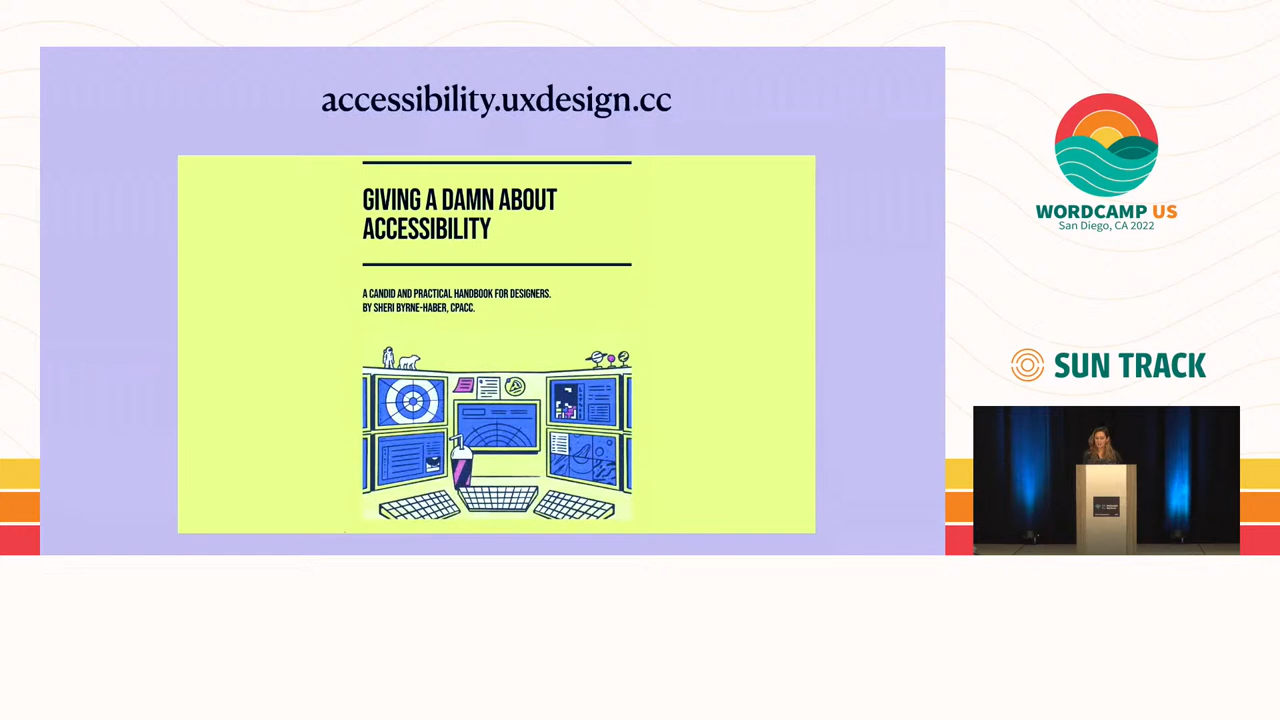 accessibility.uxdesign.cc
GIVING A DAMN ABOUT
ACCESSIBILITY
A CANDID AND PRACTICAL HANDBOOK FOR DESIGNERS.
BY SHERI BYRNE-HABER, CPACC.
WORDCAMP US
San Diego, CA 2022
SUN TRACK